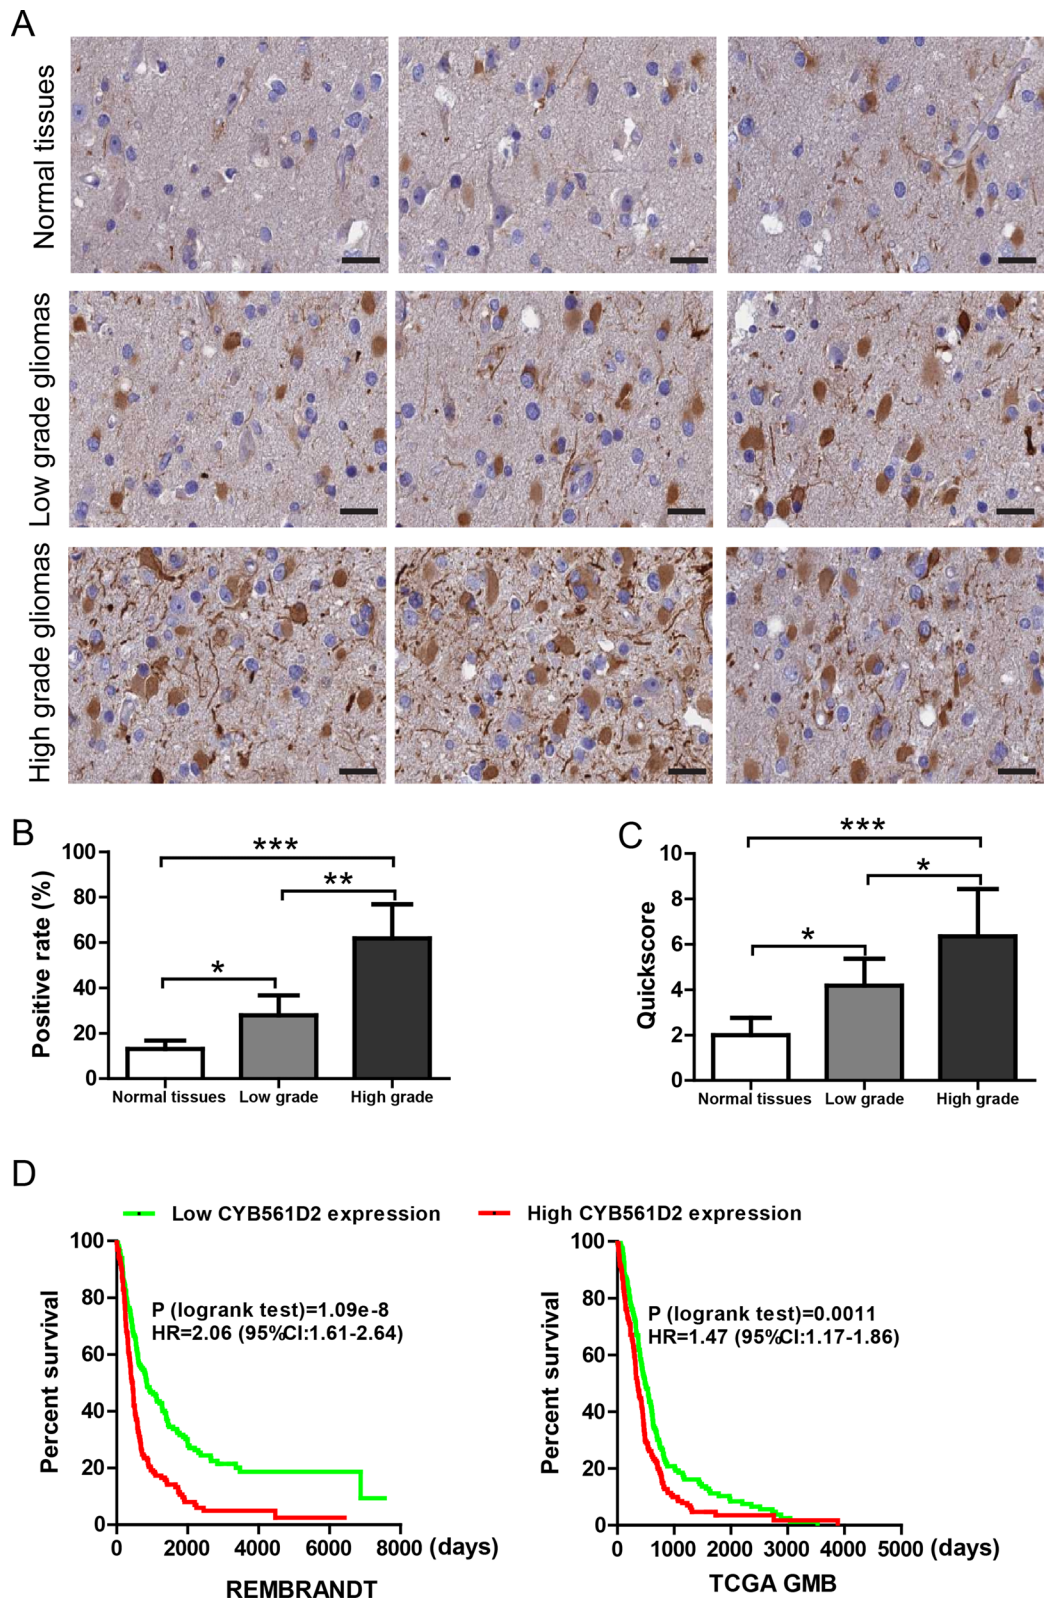 A
Normal tissues
Low grade gliomas
High grade gliomas
B
Positive rate (%)
100
80
60
40
20
0
***
**
*
Normal tissues
Low grade
High grade
C
Quickscore
10
8
6
4
2
0
***
*
*
Normal tissues
Low grade
High grade
D
Low CYB561D2 expression
High CYB561D2 expression
Percent survival
100
80
60
40
20
0
P (logrank test)=1.09e-8
HR=2.06 (95%CI:1.61-2.64)
0 2000 4000 6000 8000 (days)
REMBRANDT
Percent survival
100
80
60
40
20
0
P (logrank test)=0.0011
HR=1.47 (95%CI:1.17-1.86)
0 1000 2000 3000 4000 5000 (days)
TCGA GMB